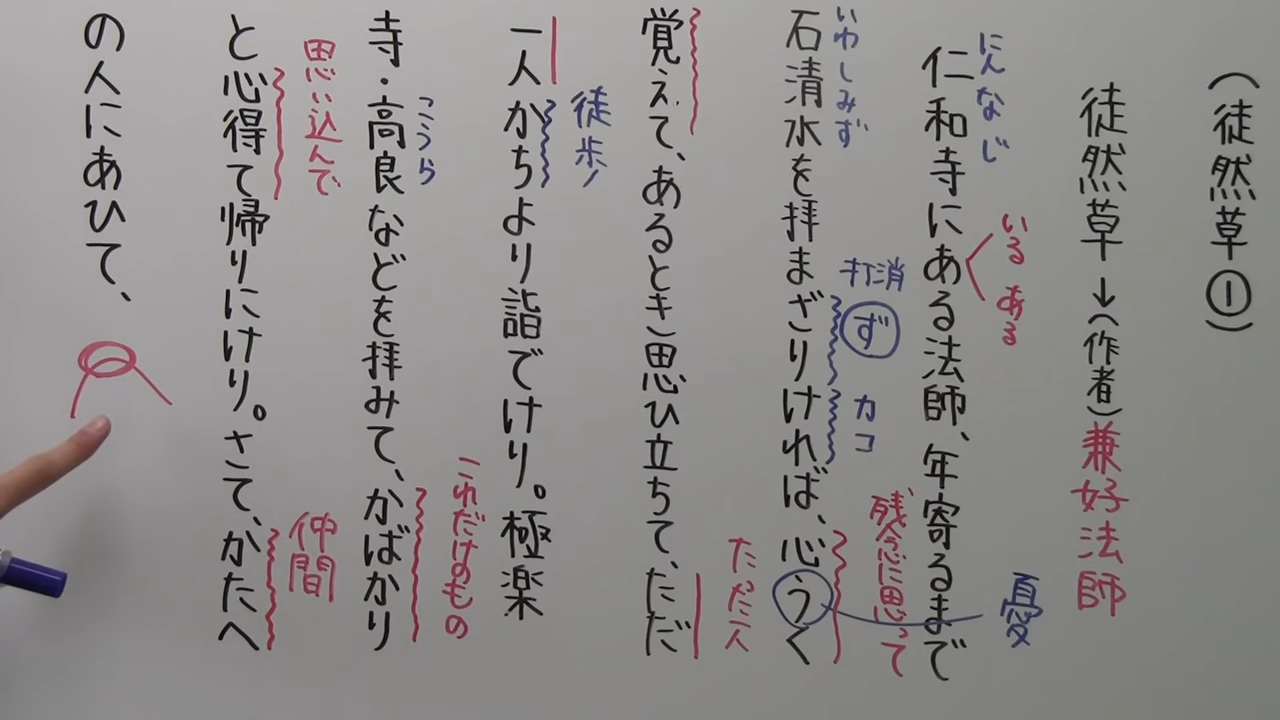 (徒然草①)
徒然草→(作者)兼好法師
にんなじ
いる ある
仁和寺にある法師、年寄るまで
憂
いわしみず
打消
ず
カコ
残念に思って
石清水を拝まざりければ、心うく
覚えて、あるとき思ひ立ちて、ただ
ただ一人
徒歩
一人かちより詣でけり。極楽
こうら
これだけのもの
寺・高良などを拝みて、かばかり
思い込んで
仲間
と心得て帰りにけり。さて、かたへ
の人にあひて、